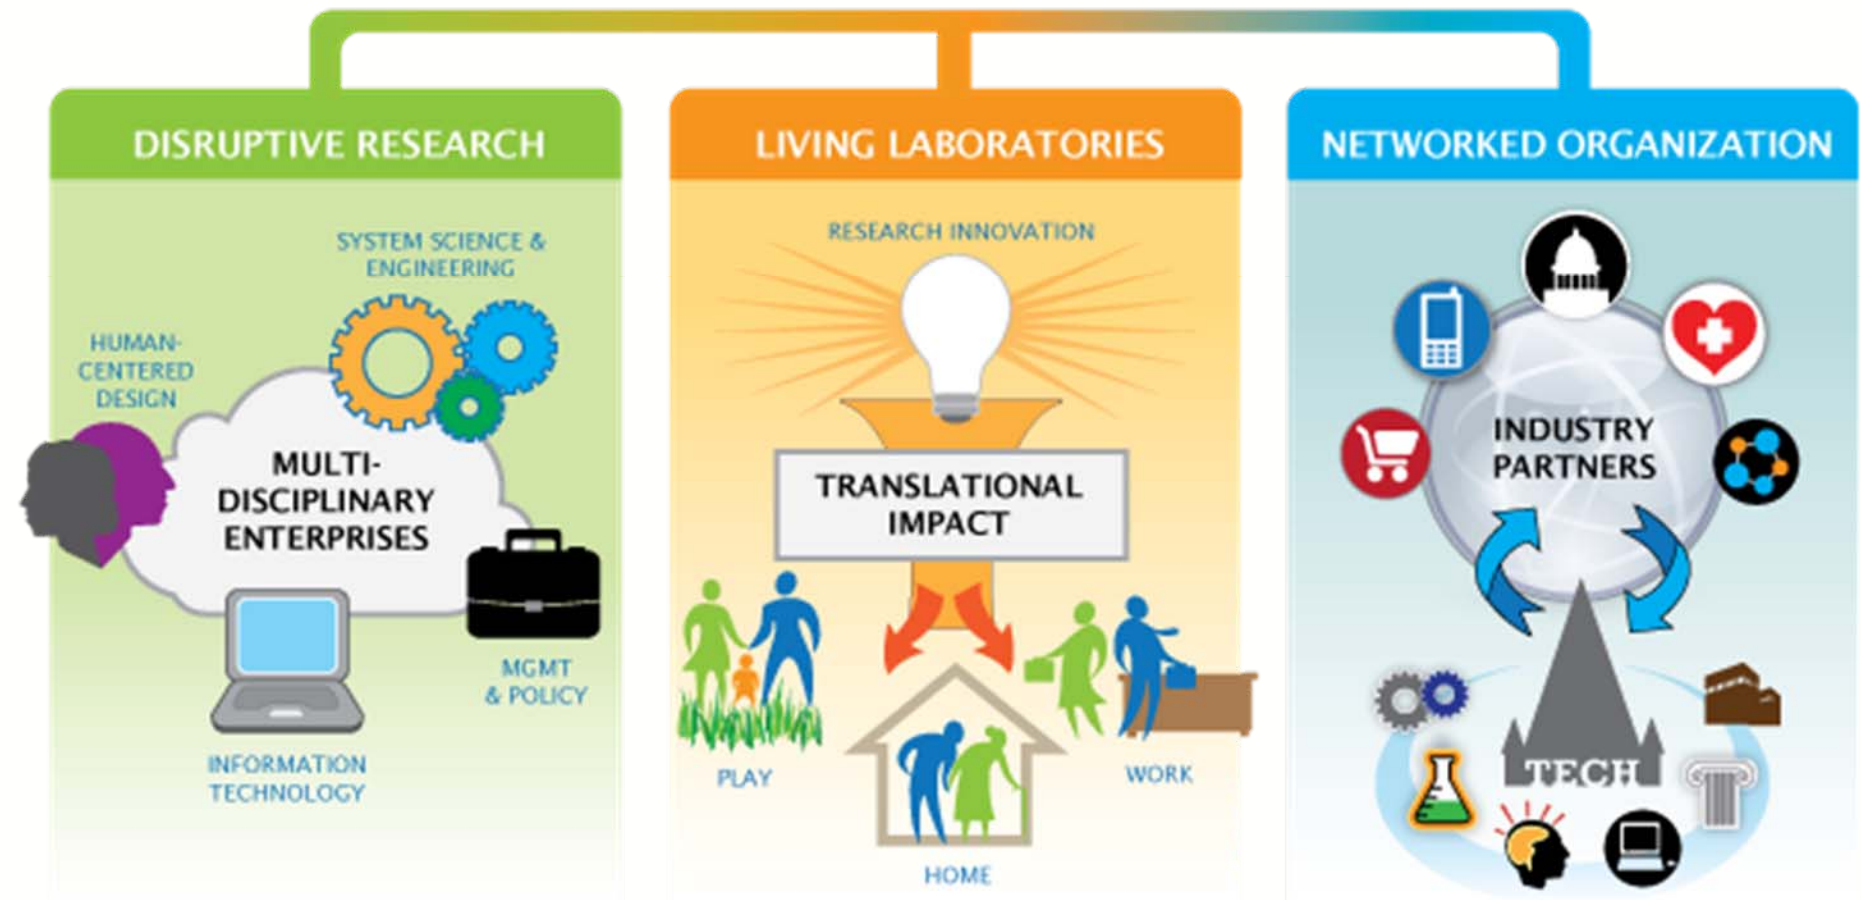 DISRUPTIVE RESEARCH
SYSTEM SCIENCE &
ENGINEERING
HUMAN-
CENTERED
DESIGN
MULTI-
DISCIPLINARY
ENTERPRISES
MGMT
& POLICY
INFORMATION
TECHNOLOGY
LIVING LABORATORIES
RESEARCH INNOVATION
TRANSLATIONAL
IMPACT
PLAY
WORK
HOME
NETWORKED ORGANIZATION
INDUSTRY
PARTNERS
TECH